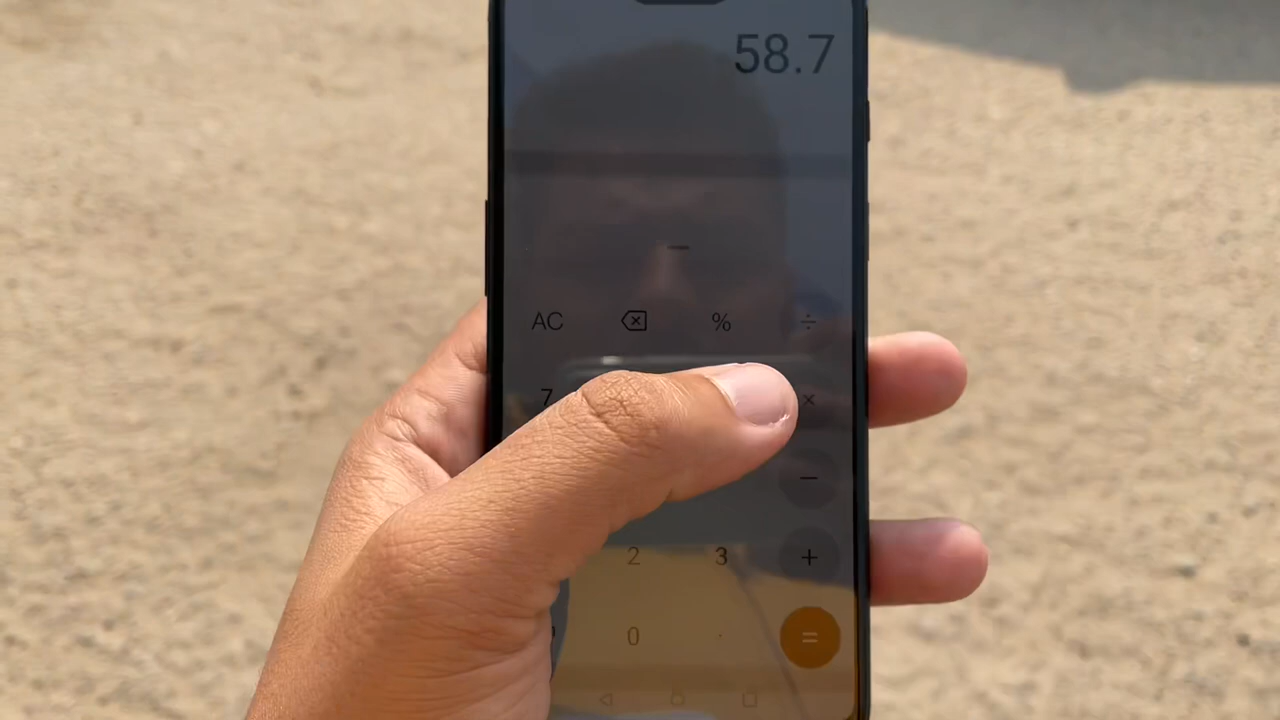 58.7
AC % ÷
7 ×
−
2 3 +
0 . =